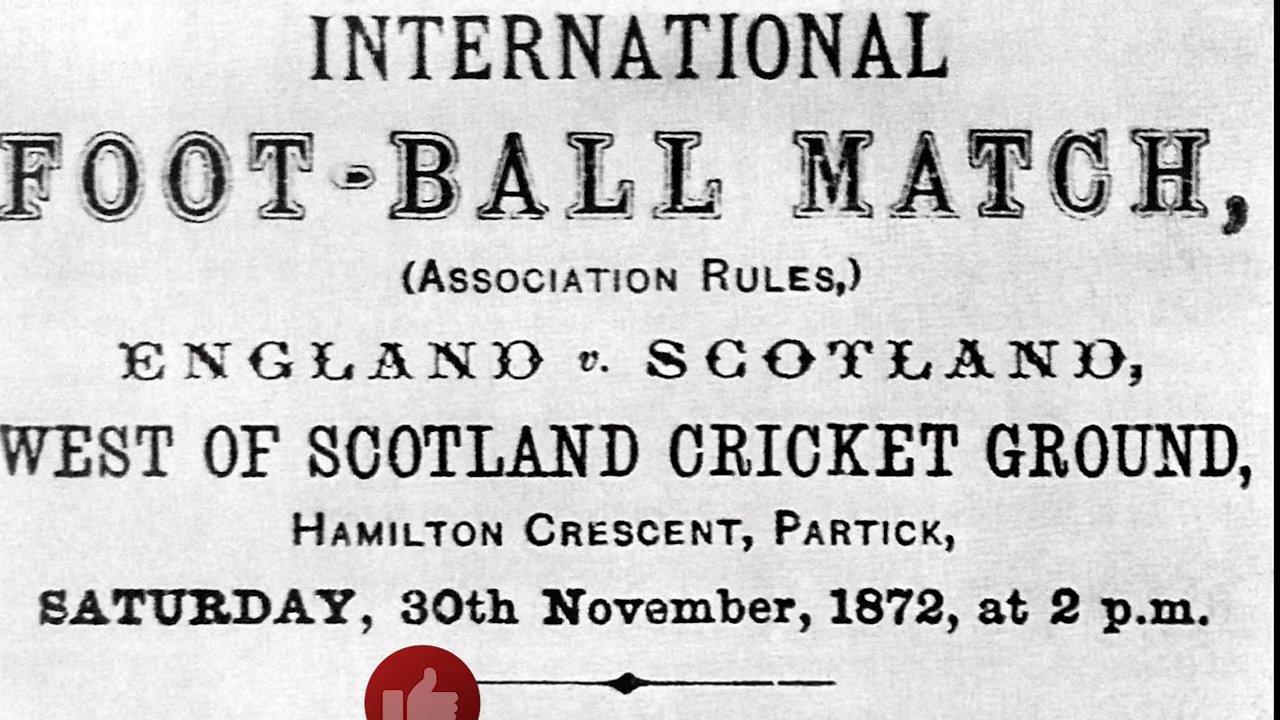 INTERNATIONAL
FOOT-BALL MATCH,
(ASSOCIATION RULES,)
ENGLAND v. SCOTLAND,
WEST OF SCOTLAND CRICKET GROUND,
HAMILTON CRESCENT, PARTICK,
SATURDAY, 30th November, 1872, at 2 p.m.